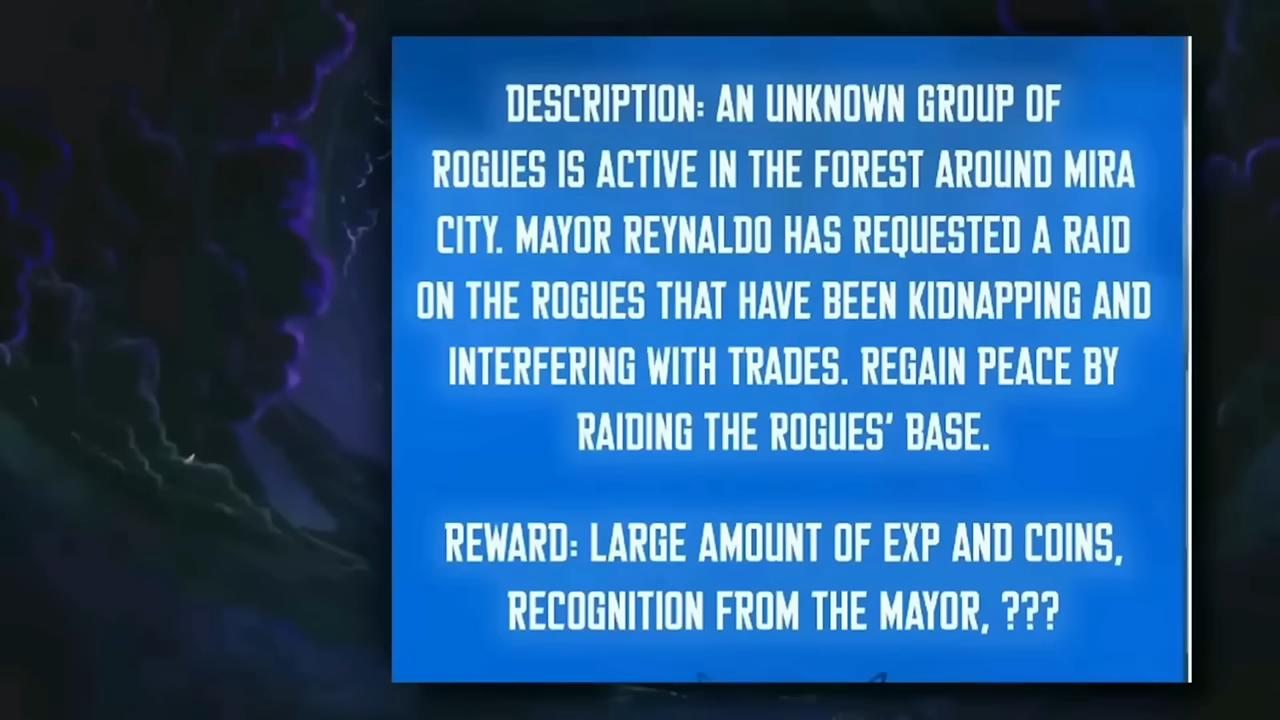 DESCRIPTION: AN UNKNOWN GROUP OF
ROGUES IS ACTIVE IN THE FOREST AROUND MIRA
CITY. MAYOR REYNALDO HAS REQUESTED A RAID
ON THE ROGUES THAT HAVE BEEN KIDNAPPING AND
INTERFERING WITH TRADES. REGAIN PEACE BY
RAIDING THE ROGUES' BASE.
REWARD: LARGE AMOUNT OF EXP AND COINS,
RECOGNITION FROM THE MAYOR, ???